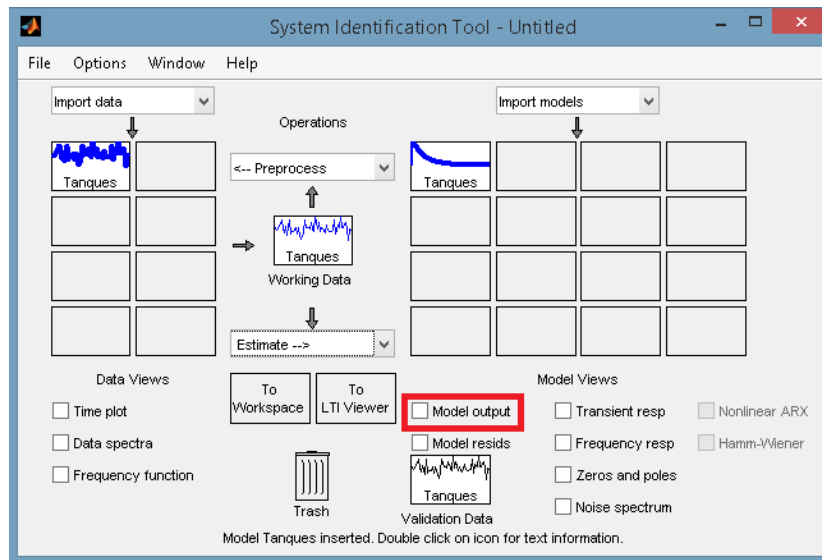 System Identification Tool - Untitled
File Options Window Help
Import data
Import models
Operations
Tanques
<-- Preprocess
Tanques
Tanques
Working Data
Estimate -->
Data Views
To Workspace
To LTI Viewer
Model Views
Time plot
Model output
Transient resp
Nonlinear ARX
Data spectra
Model resids
Frequency resp
Hamm-Wiener
Frequency function
Tanques
Zeros and poles
Trash
Validation Data
Noise spectrum
Model Tanques inserted. Double click on icon for text information.